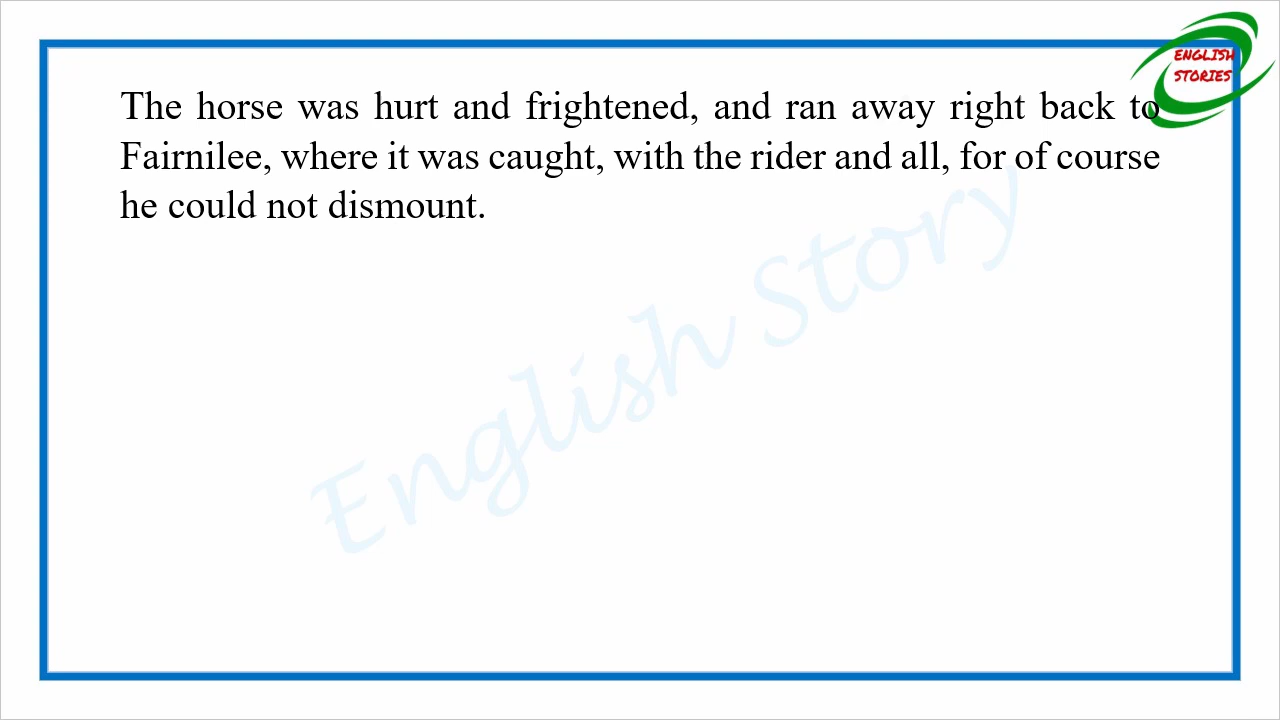 ENGLISH
STORIES
The horse was hurt and frightened, and ran away right back to
Fairnilee, where it was caught, with the rider and all, for of course
he could not dismount.
English Story